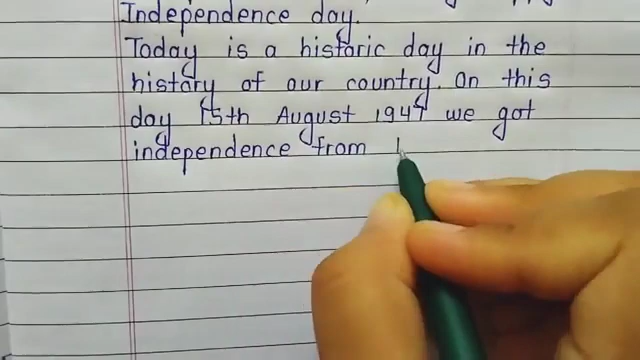 Independence day.
Today is a historic day in the
history of our country. On this
day 15th August 1947 we got
independence from